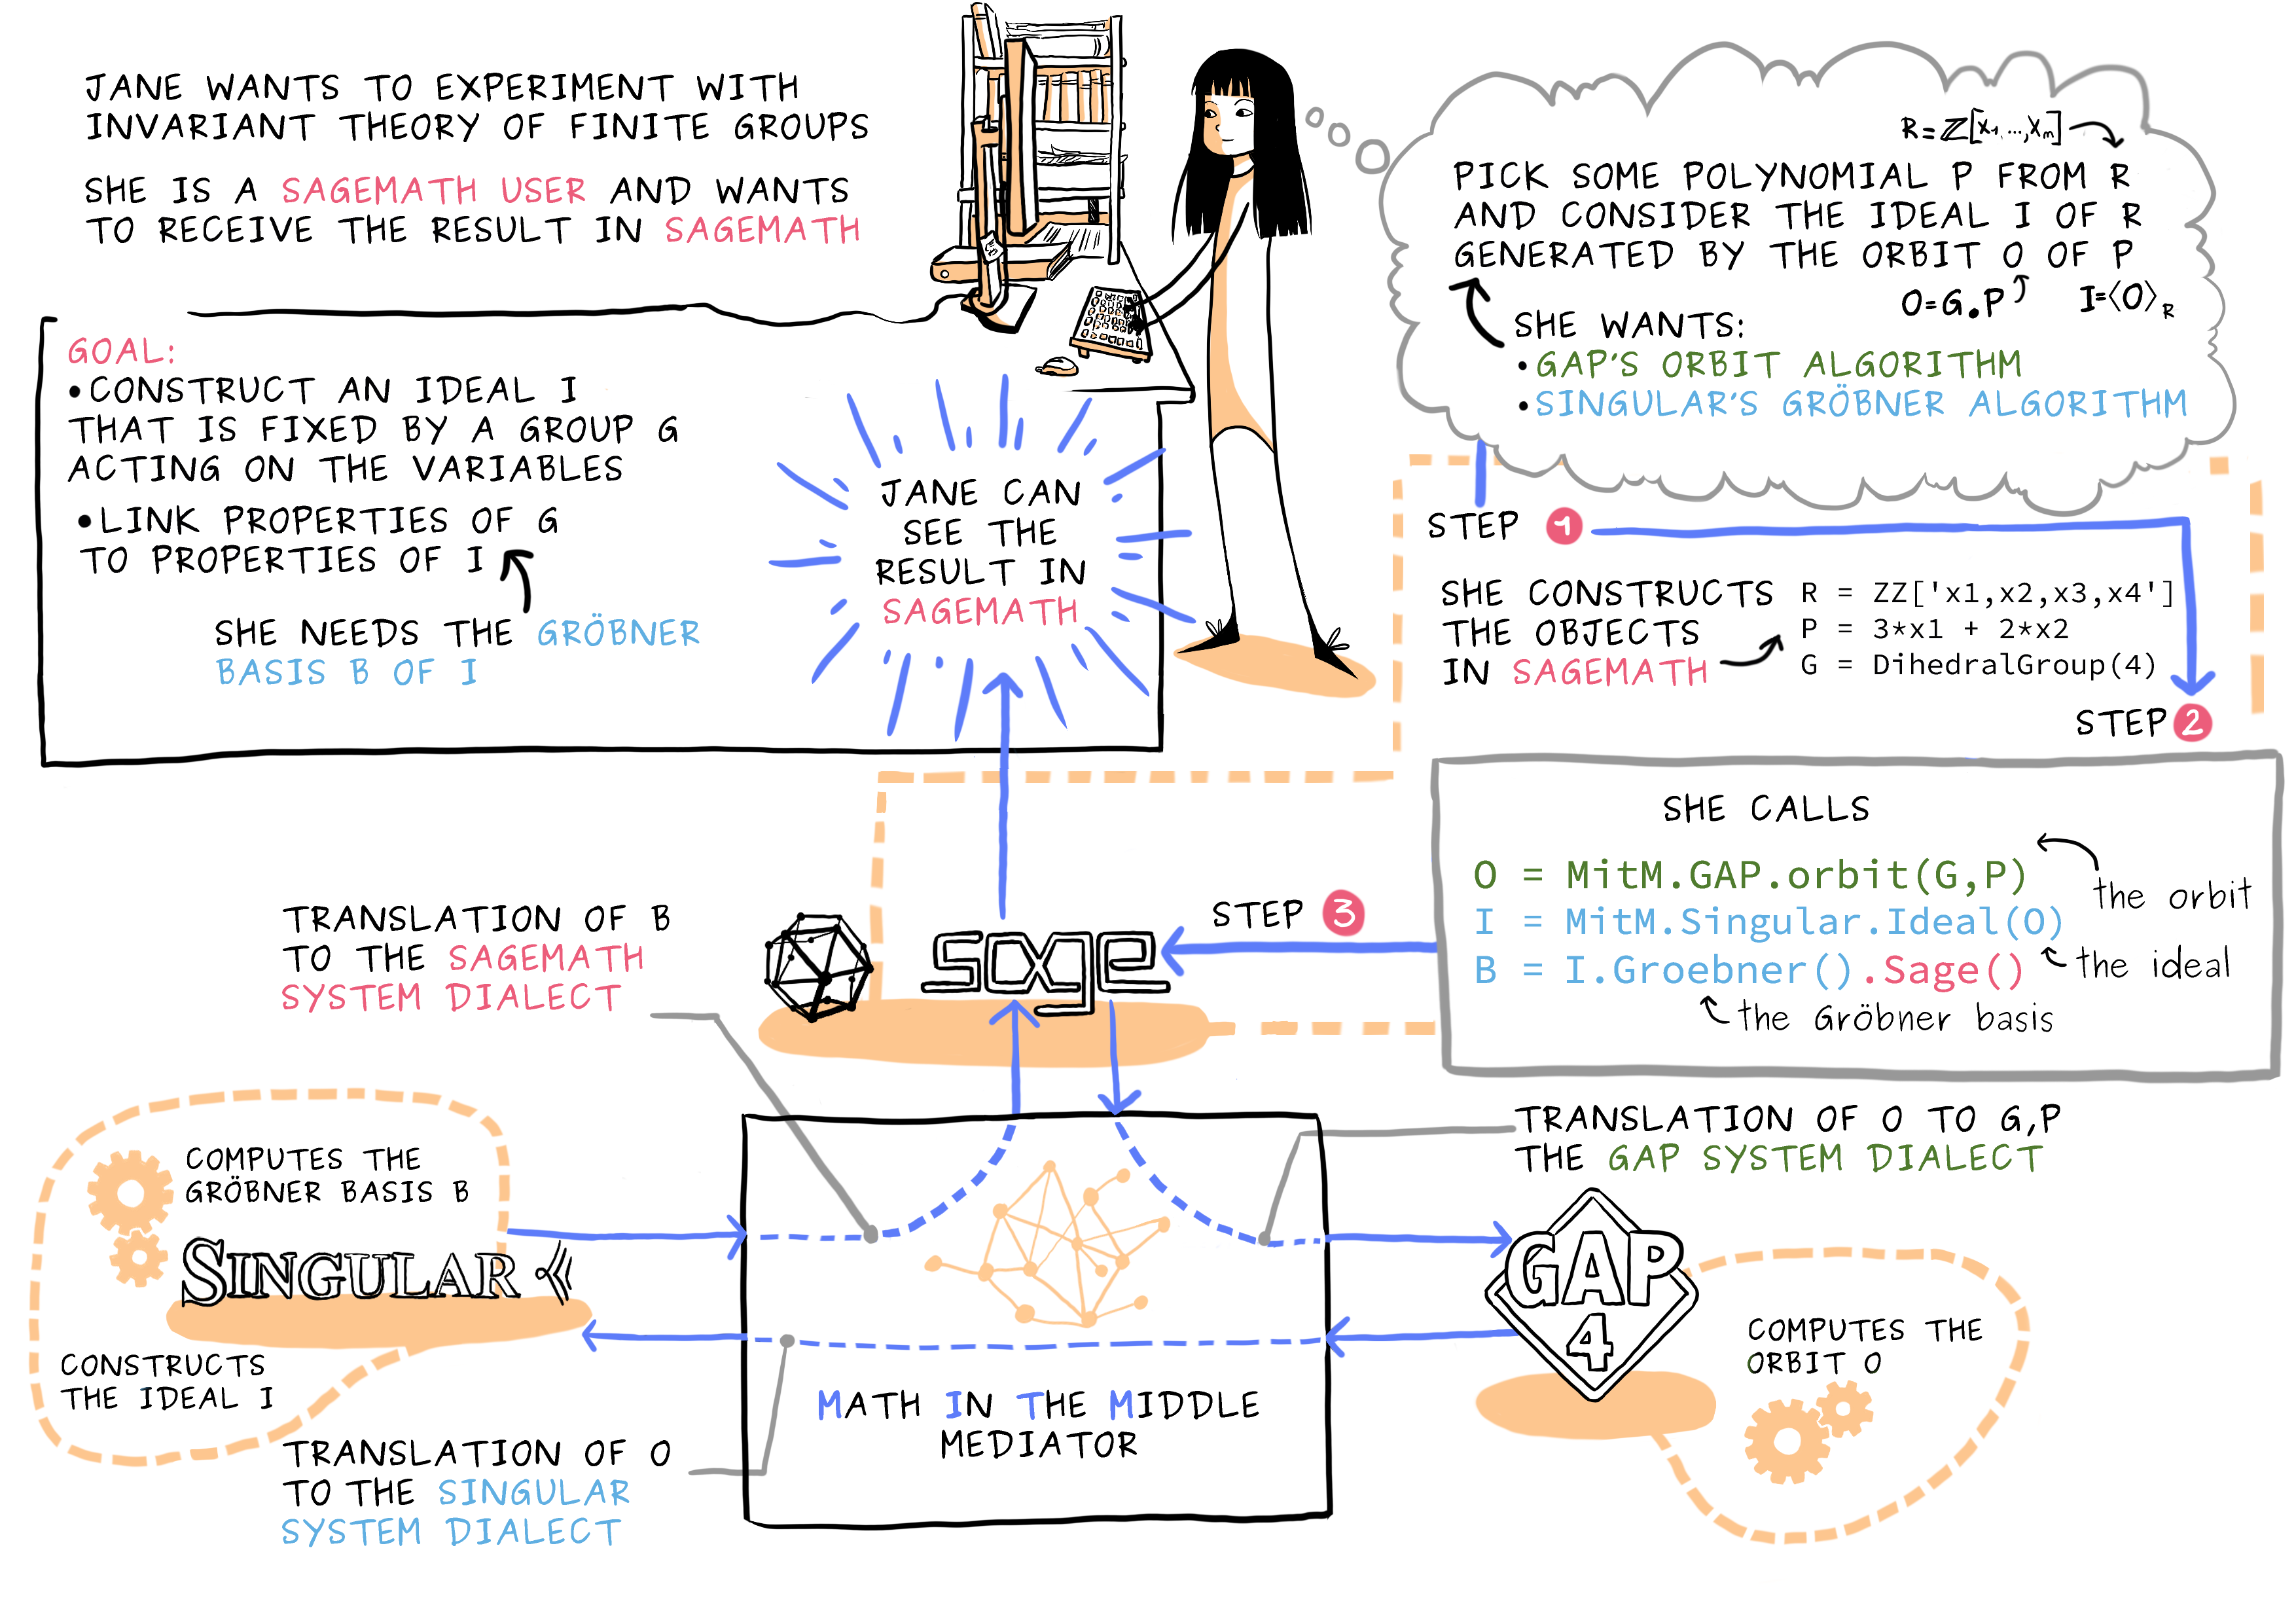 JANE WANTS TO EXPERIMENT WITH
INVARIANT THEORY OF FINITE GROUPS
SHE IS A SAGEMATH USER AND WANTS
TO RECEIVE THE RESULT IN SAGEMATH
R=ℤ[X₁,...,Xₘ]
PICK SOME POLYNOMIAL P FROM R
AND CONSIDER THE IDEAL I OF R
GENERATED BY THE ORBIT O OF P
O=G.P I=⟨O⟩R
SHE WANTS:
•GAP'S ORBIT ALGORITHM
•SINGULAR'S GRÖBNER ALGORITHM
GOAL:
•CONSTRUCT AN IDEAL I
THAT IS FIXED BY A GROUP G
ACTING ON THE VARIABLES
•LINK PROPERTIES OF G
TO PROPERTIES OF I
SHE NEEDS THE GRÖBNER
BASIS B OF I
JANE CAN
SEE THE
RESULT IN
SAGEMATH
STEP 1
SHE CONSTRUCTS
THE OBJECTS
IN SAGEMATH
R = ZZ['x1,x2,x3,x4']
P = 3*x1 + 2*x2
G = DihedralGroup(4)
STEP 2
SHE CALLS
O = MitM.GAP.orbit(G,P)
the orbit
I = MitM.Singular.Ideal(O)
the ideal
B = I.Groebner().Sage()
the Gröbner basis
STEP 3
sage
TRANSLATION OF B
TO THE SAGEMATH
SYSTEM DIALECT
TRANSLATION OF O TO G,P
THE GAP SYSTEM DIALECT
COMPUTES THE
GRÖBNER BASIS B
SINGULAR
CONSTRUCTS
THE IDEAL I
GAP
4
COMPUTES THE
ORBIT O
MATH IN THE MIDDLE
MEDIATOR
TRANSLATION OF O
TO THE SINGULAR
SYSTEM DIALECT